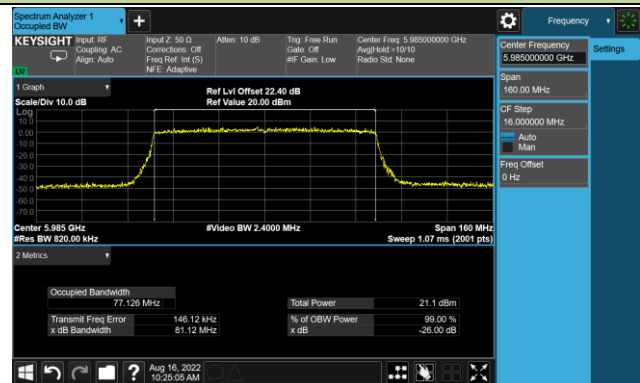 Spectrum Analyzer 1
Occupied BW
+
Frequency
KEYSIGHT
Input: RF
Coupling: AC
Align: Auto
Input Z: 50 Ω
Corrections: Off
Freq Ref: Int (S)
NFE: Adaptive
Atten: 10 dB
Trig: Free Run
Gate: Off
#IF Gain: Low
Center Freq: 5.985000000 GHz
Avg|Hold:>10/10
Radio Std: None
LU
Center Frequency
5.985000000 GHz
Settings
Span
160.00 MHz
CF Step
16.000000 MHz
Auto
Man
Freq Offset
0 Hz
1 Graph
Scale/Div 10.0 dB
Ref Lvl Offset 22.40 dB
Ref Value 20.00 dBm
Log
10.0
0.00
-10.0
-20.0
-30.0
-40.0
-50.0
-60.0
-70.0
Center 5.985 GHz
#Video BW 2.4000 MHz
Span 160 MHz
#Res BW 820.00 kHz
Sweep 1.07 ms (2001 pts)
2 Metrics
Occupied Bandwidth
77.126 MHz
Total Power 21.1 dBm
Transmit Freq Error 146.12 kHz
% of OBW Power 99.00 %
x dB Bandwidth 81.12 MHz
x dB -26.00 dB
?
Aug 16, 2022
10:25:05 AM